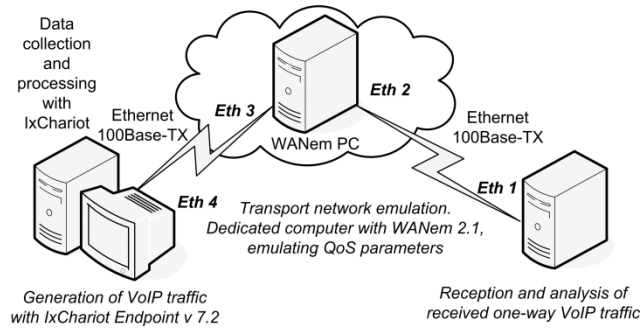 Data
collection
and
processing
with
IxChariot
Ethernet
100Base-TX
Eth 3
Eth 2
WANem PC
Ethernet
100Base-TX
Eth 1
Eth 4
Transport network emulation.
Dedicated computer with WANem 2.1,
emulating QoS parameters
Generation of VoIP traffic
with IxChariot Endpoint v 7.2
Reception and analysis of
received one-way VoIP traffic